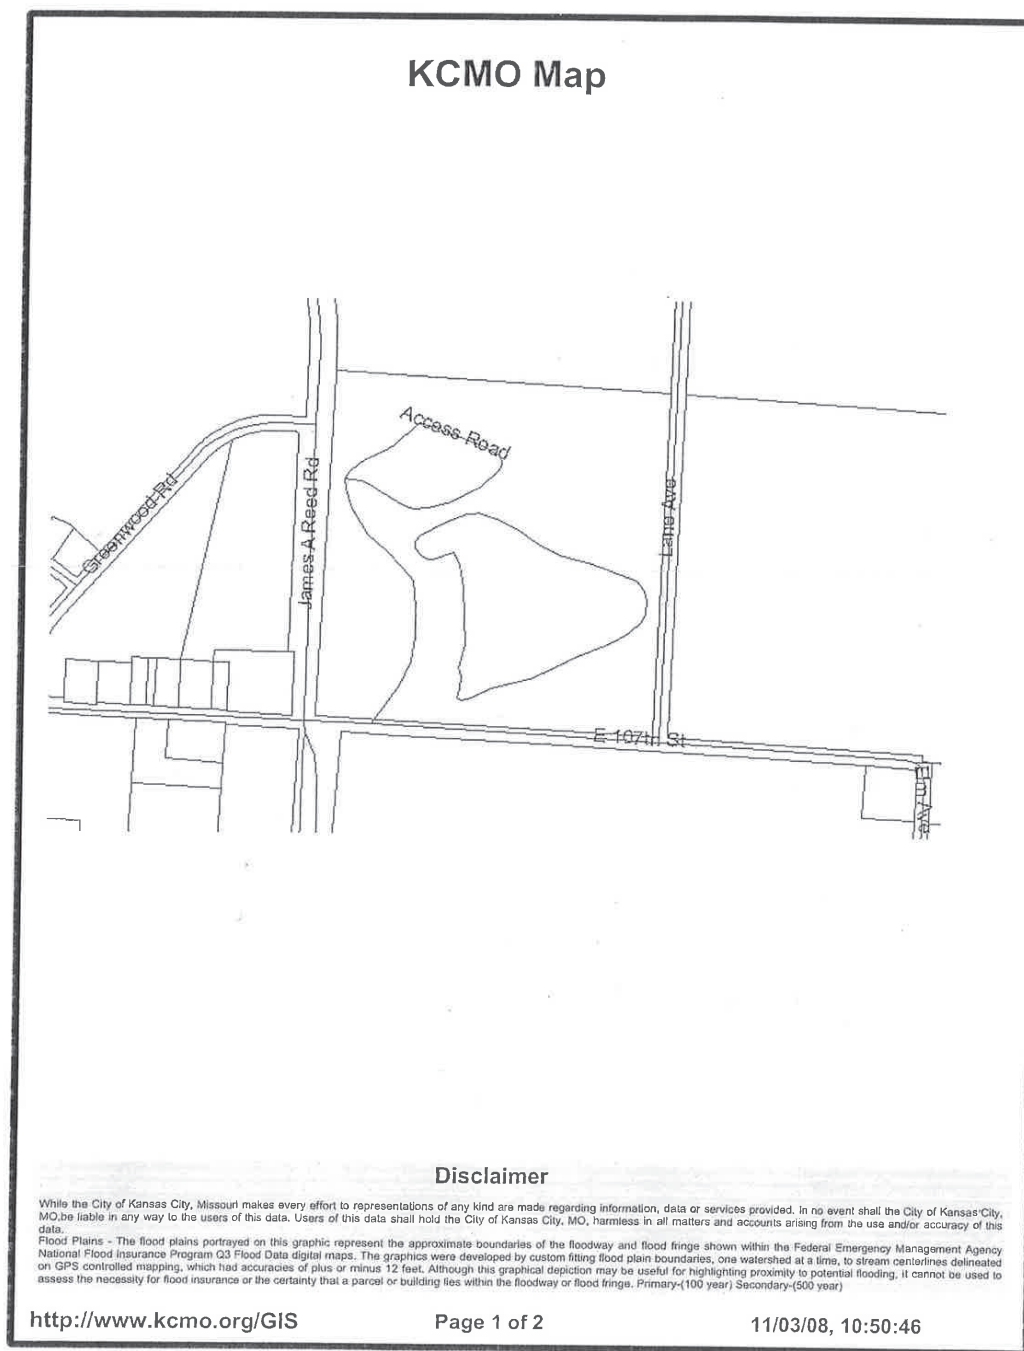 KCMO Map
Access Road
Greenwood Rd
James A Reed Rd
Lane Ave
E 107th St
Elm Ave
Disclaimer
While the City of Kansas City, Missouri makes every effort to representations of any kind are made regarding information, data or services provided. In no event shall the City of Kansas City,
MO,be liable in any way to the users of this data. Users of this data shall hold the City of Kansas City, MO, harmless in all matters and accounts arising from the use and/or accuracy of this
data.
Flood Plains - The flood plains portrayed on this graphic represent the approximate boundaries of the floodway and flood fringe shown within the Federal Emergency Management Agency
National Flood Insurance Program Q3 Flood Data digital maps. The graphics were developed by custom fitting flood plain boundaries, one watershed at a time, to stream centerlines delineated
on GPS controlled mapping, which had accuracies of plus or minus 12 feet. Although this graphical depiction may be useful for highlighting proximity to potential flooding, it cannot be used to
assess the necessity for flood insurance or the certainty that a parcel or building lies within the floodway or flood fringe. Primary-(100 year) Secondary-(500 year)
http://www.kcmo.org/GIS
Page 1 of 2
11/03/08, 10:50:46